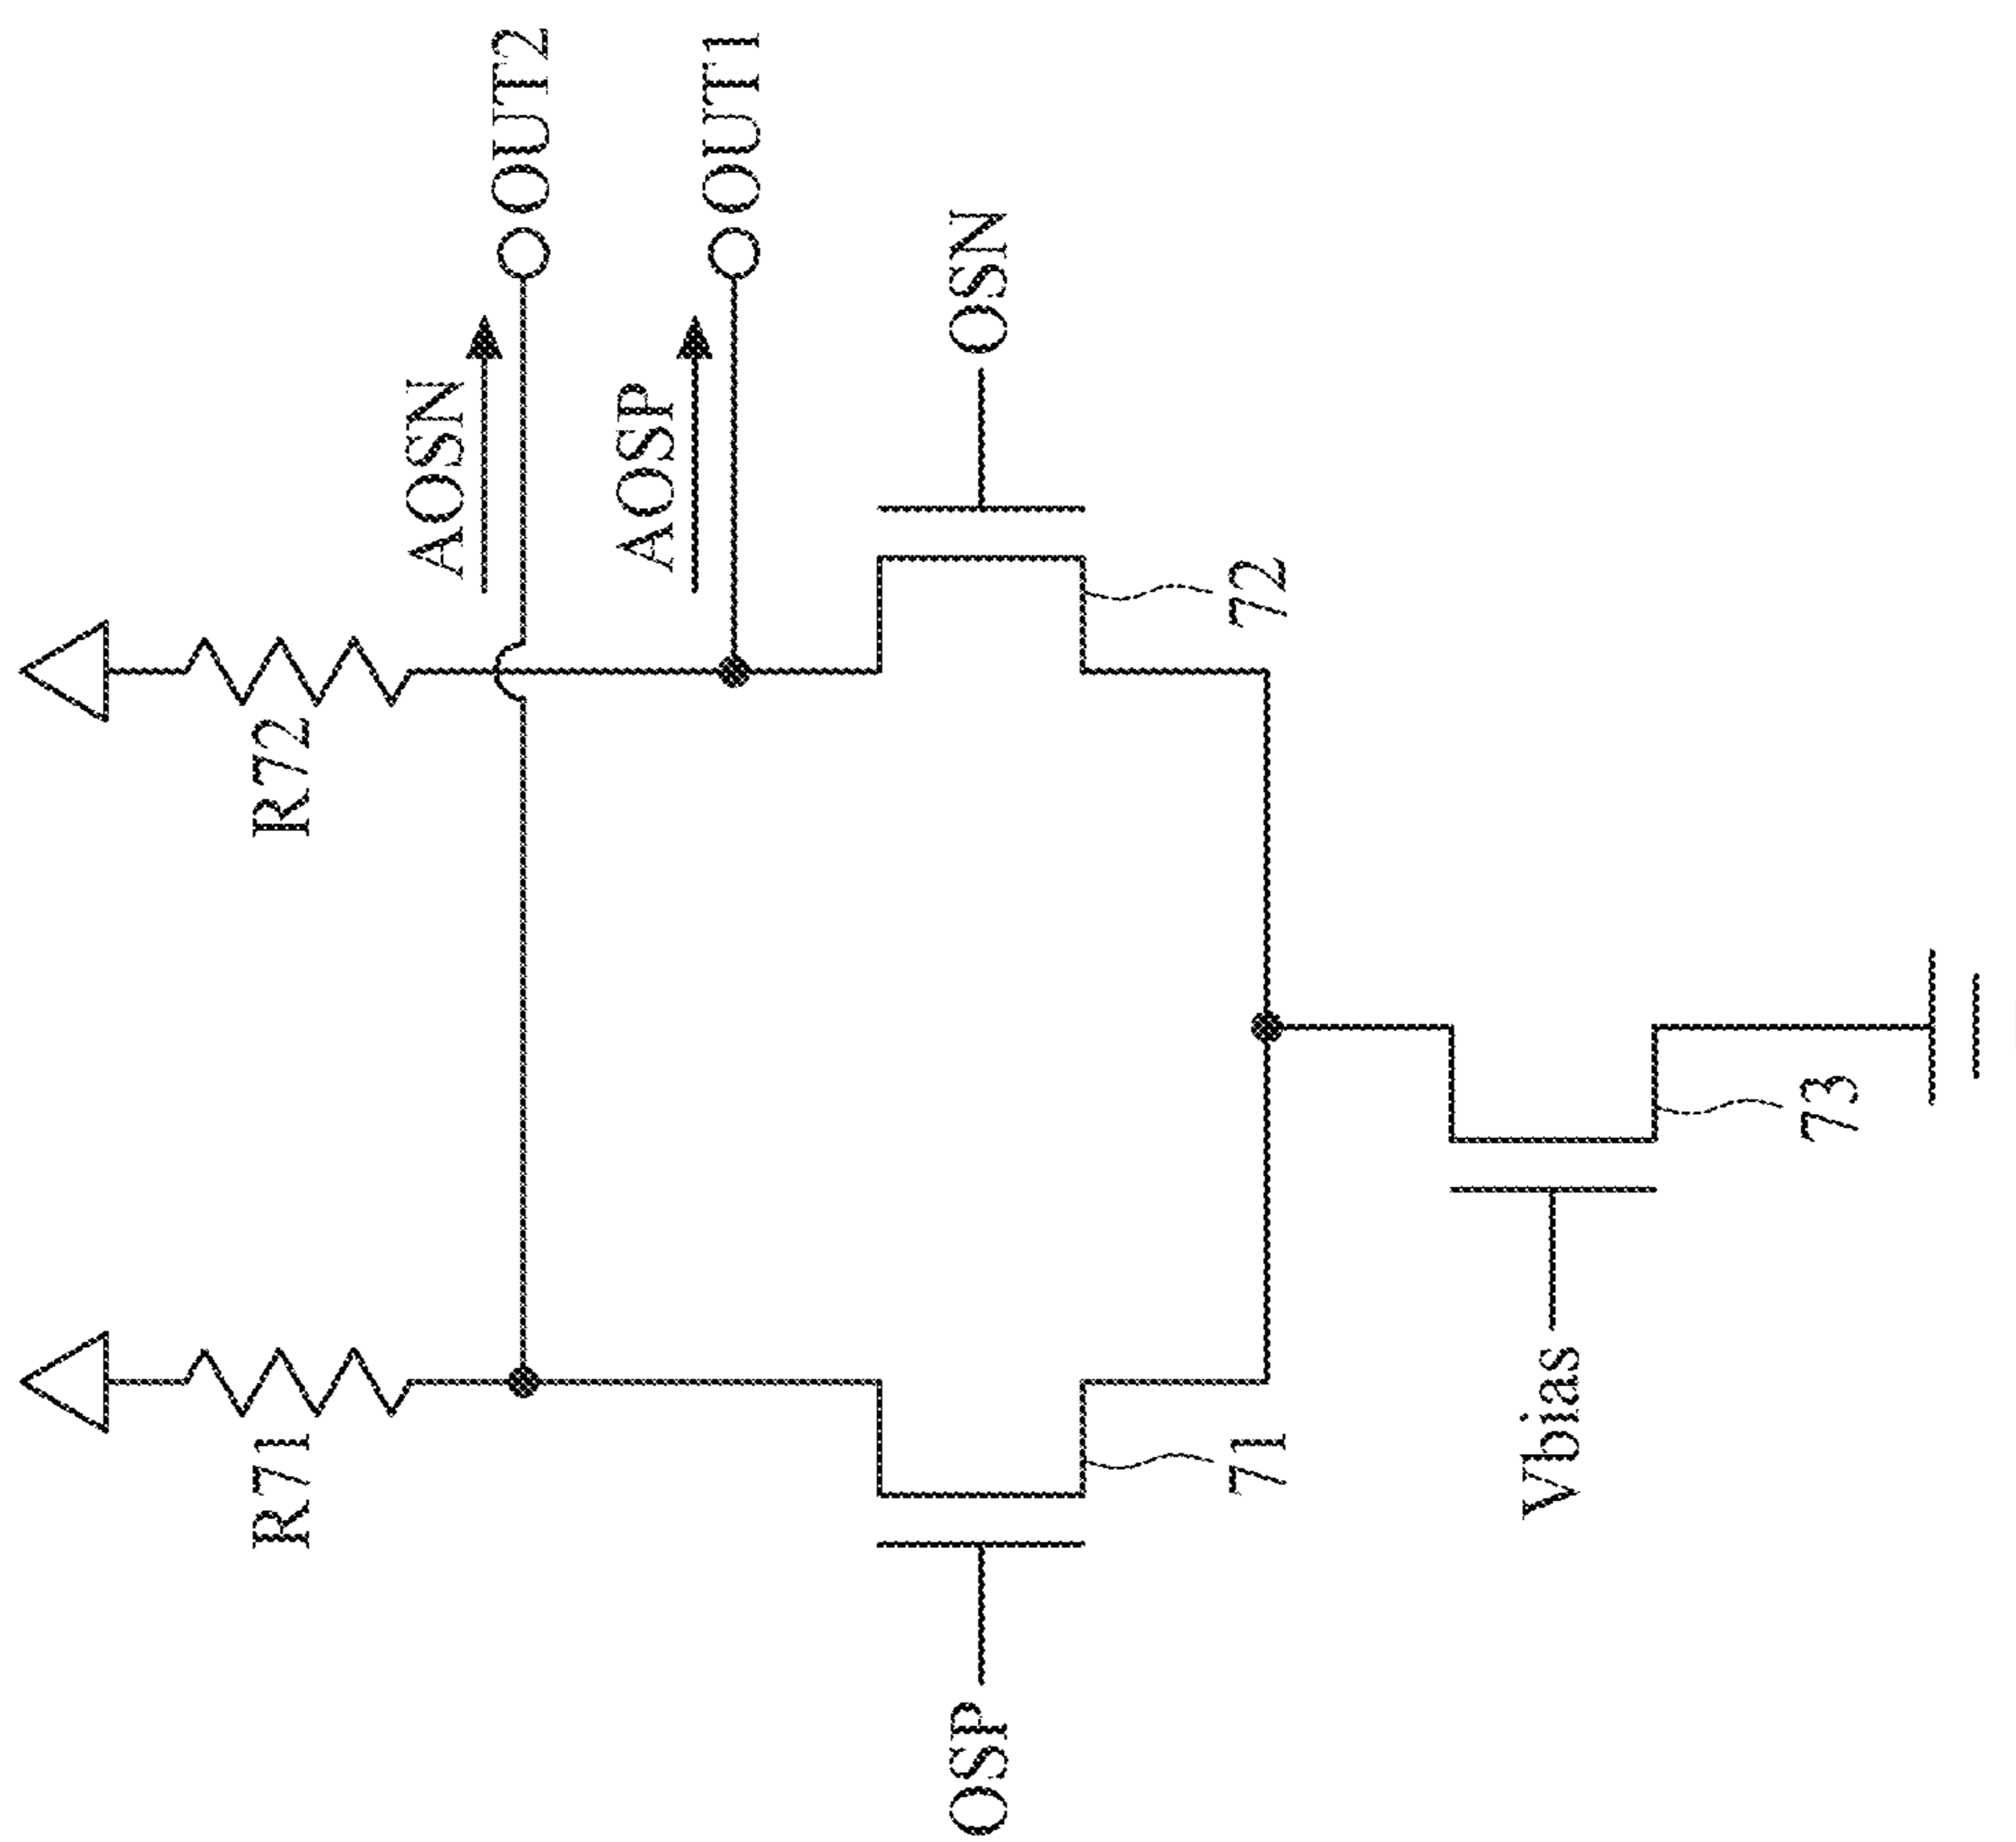 R71
R72
AOSN
OUT2
AOSP
OUT1
OSP
OSN
71
72
Vbias
73